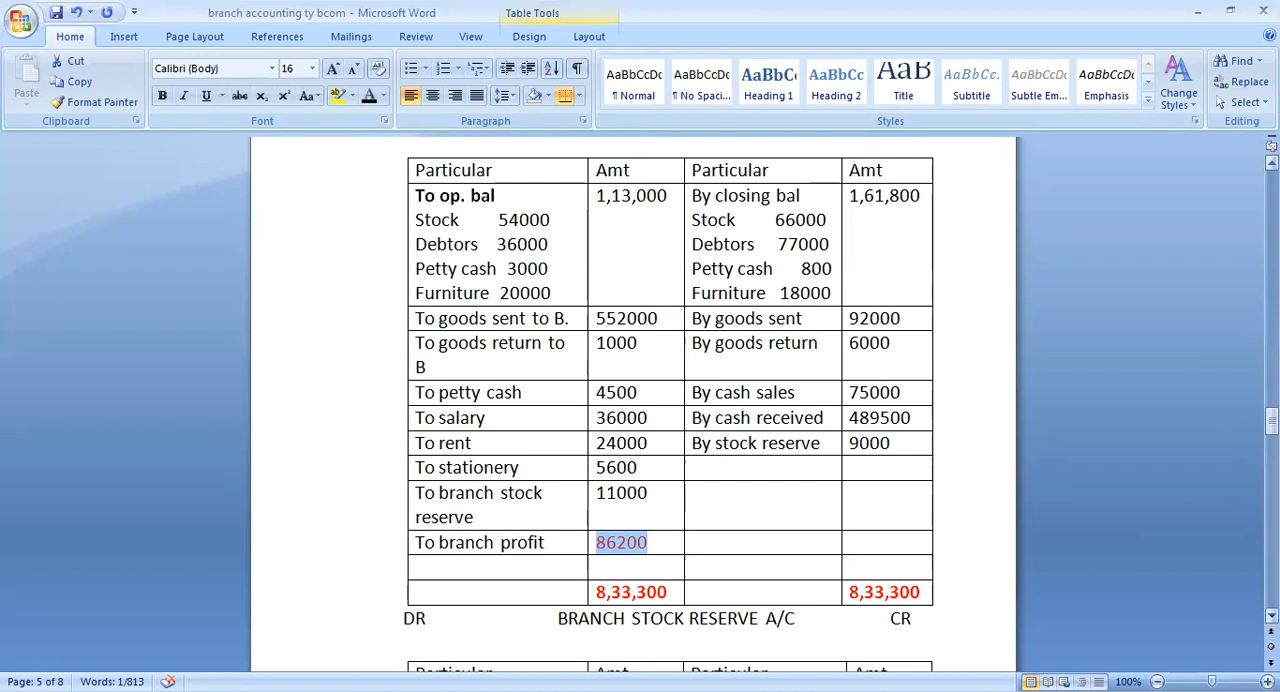 branch accounting ty bcom - Microsoft Word
Table Tools
Home Insert Page Layout References Mailings Review View Design Layout
Paste
Cut
Copy
Format Painter
Clipboard
Calibri (Body) 16
Font
Paragraph
AaBbCcDc AaBbCcDc AaBbC AaBbCc AaB AaBbCc. AaBbCcDc AaBbCcDc
¶ Normal ¶ No Spaci... Heading 1 Heading 2 Title Subtitle Subtle Em... Emphasis
Change Styles
Styles
Find
Replace
Select
Editing
Particular Amt Particular Amt
To op. bal 1,13,000 By closing bal 1,61,800
Stock 54000 Stock 66000
Debtors 36000 Debtors 77000
Petty cash 3000 Petty cash 800
Furniture 20000 Furniture 18000
To goods sent to B. 552000 By goods sent 92000
To goods return to 1000 By goods return 6000
B
To petty cash 4500 By cash sales 75000
To salary 36000 By cash received 489500
To rent 24000 By stock reserve 9000
To stationery 5600
To branch stock 11000
reserve
To branch profit 86200
8,33,300 8,33,300
DR BRANCH STOCK RESERVE A/C CR
Particular Amt Particular Amt
Page: 5 of 8 Words: 1/813 100%